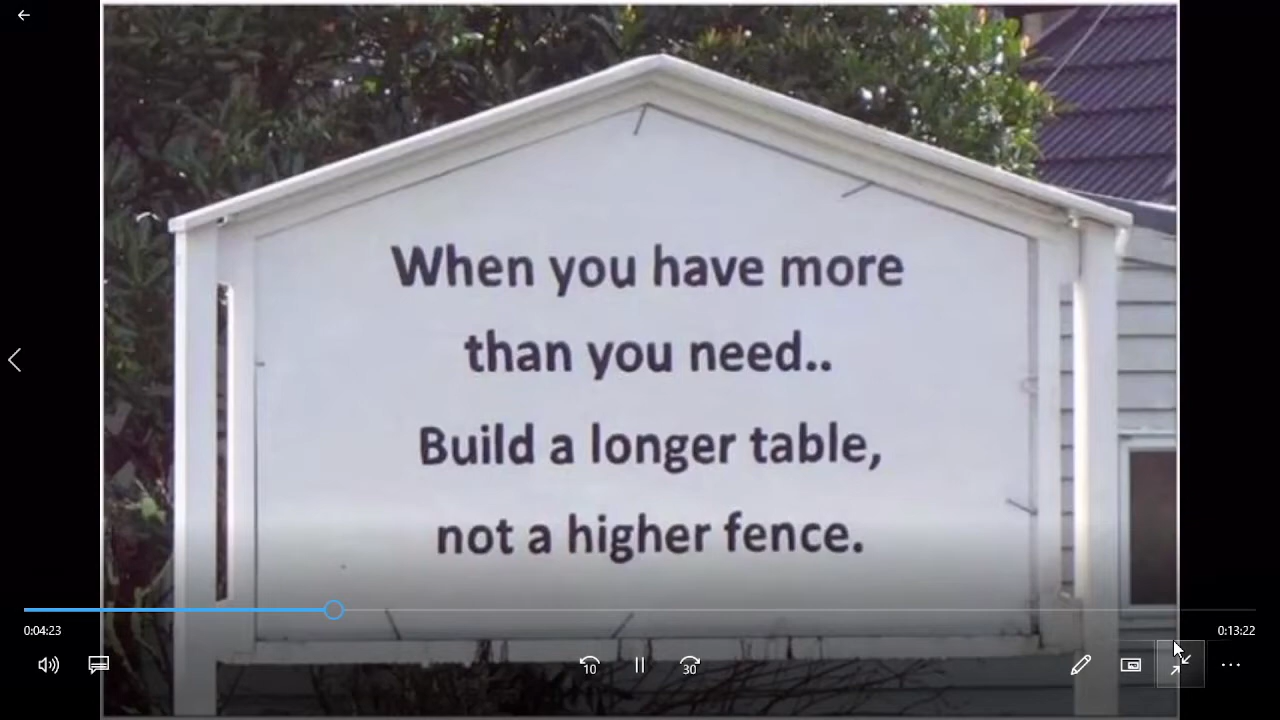 When you have more
than you need..
Build a longer table,
not a higher fence.
0:04:23
0:13:22
10
30